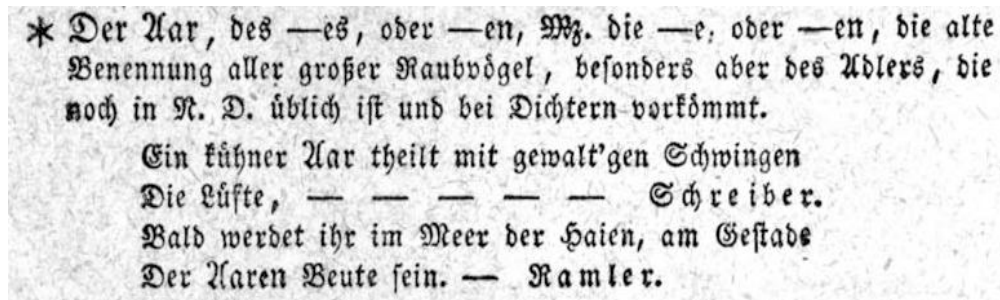 * Der Aar, des —es, oder —en, Mz. die —e, oder —en, die alte
Benennung aller großer Raubvögel, besonders aber des Adlers, die
noch in N. D. üblich ist und bei Dichtern vorkömmt.
Ein kühner Aar theilt mit gewalt'gen Schwingen
Die Lüfte, — — — — — Schreiber.
Bald werdet ihr im Meer der Haien, am Gestade
Der Aaren Beute sein. — Ramler.